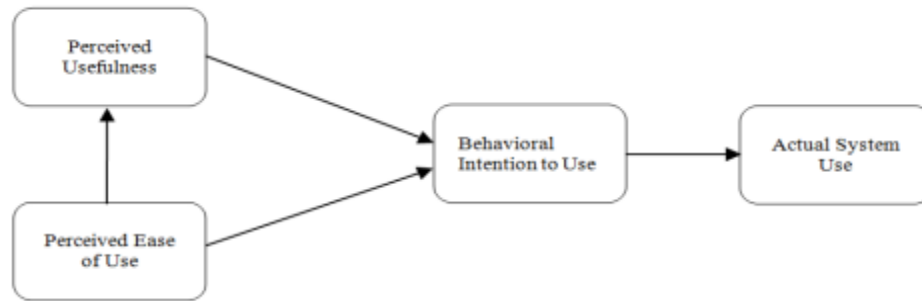 Perceived
Usefulness
Behavioral
Intention to Use
Actual System
Use
Perceived Ease
of Use